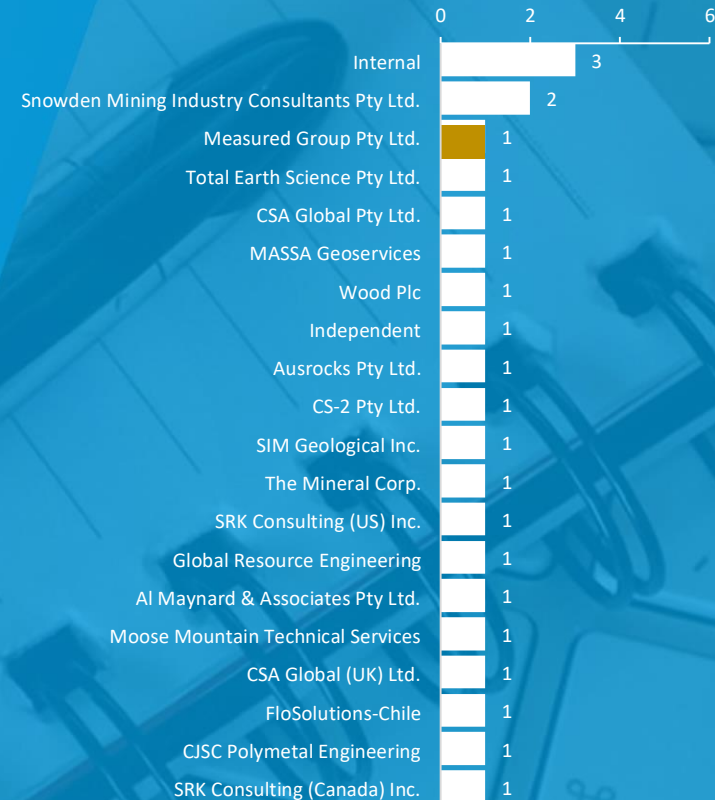 0 2 4 6
Internal 3
Snowden Mining Industry Consultants Pty Ltd. 2
Measured Group Pty Ltd. 1
Total Earth Science Pty Ltd. 1
CSA Global Pty Ltd. 1
MASSA Geoservices 1
Wood Plc 1
Independent 1
Ausrocks Pty Ltd. 1
CS-2 Pty Ltd. 1
SIM Geological Inc. 1
The Mineral Corp. 1
SRK Consulting (US) Inc. 1
Global Resource Engineering 1
Al Maynard & Associates Pty Ltd. 1
Moose Mountain Technical Services 1
CSA Global (UK) Ltd. 1
FloSolutions-Chile 1
CJSC Polymetal Engineering 1
SRK Consulting (Canada) Inc. 1